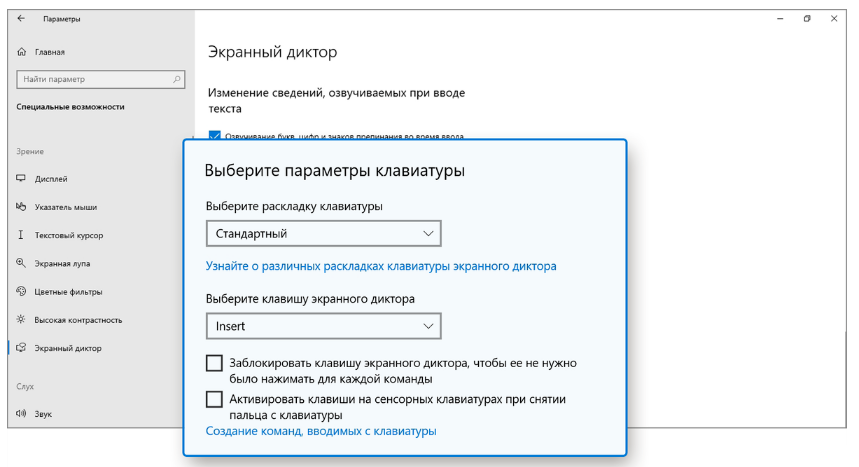 Параметры
Главная
Найти параметр
Специальные возможности
Зрение
Дисплей
Указатель мыши
Текстовый курсор
Экранная лупа
Цветные фильтры
Высокая контрастность
Экранный диктор
Слух
Звук
Экранный диктор
Изменение сведений, озвучиваемых при вводе
текста
Озвучивание букв, цифр и знаков препинания во время ввода
Выберите параметры клавиатуры
Выберите раскладку клавиатуры
Стандартный
Узнайте о различных раскладках клавиатуры экранного диктора
Выберите клавишу экранного диктора
Insert
Заблокировать клавишу экранного диктора, чтобы ее не нужно
было нажимать для каждой команды
Активировать клавиши на сенсорных клавиатурах при снятии
пальца с клавиатуры
Создание команд, вводимых с клавиатуры